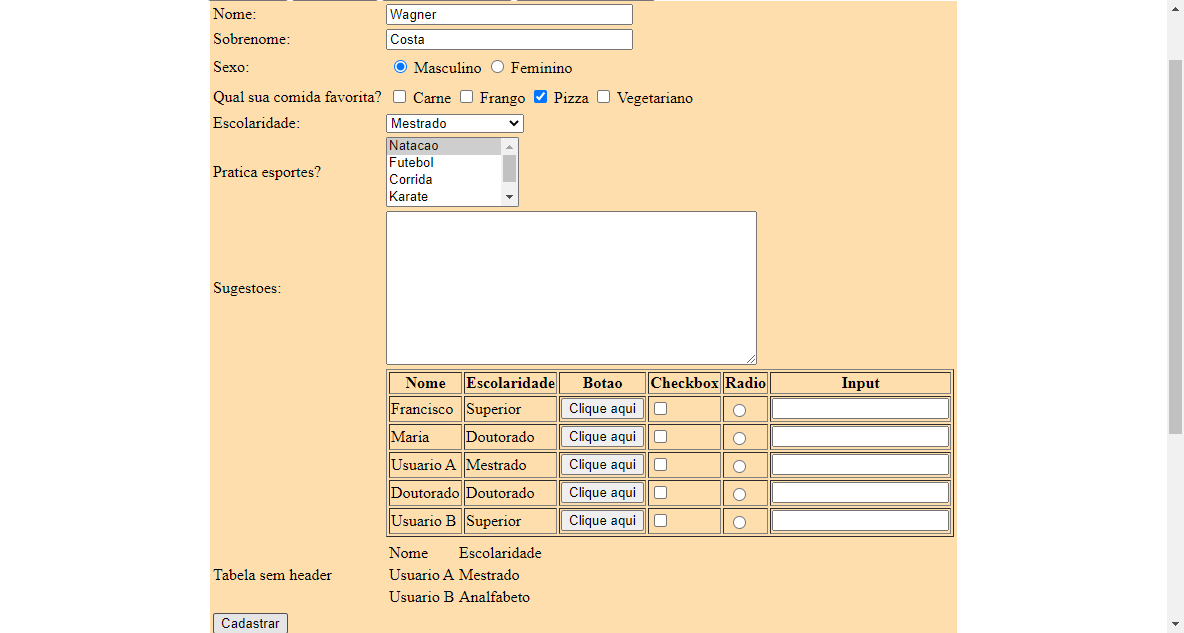 Nome: Wagner
Sobrenome: Costa
Sexo: Masculino Feminino
Qual sua comida favorita? Carne Frango Pizza Vegetariano
Escolaridade: Mestrado
Pratica esportes?
Natacao
Futebol
Corrida
Karate
Sugestoes:
Nome Escolaridade Botao Checkbox Radio Input
Francisco Superior Clique aqui
Maria Doutorado Clique aqui
Usuario A Mestrado Clique aqui
Doutorado Doutorado Clique aqui
Usuario B Superior Clique aqui
Tabela sem header
Nome Escolaridade
Usuario A Mestrado
Usuario B Analfabeto
Cadastrar